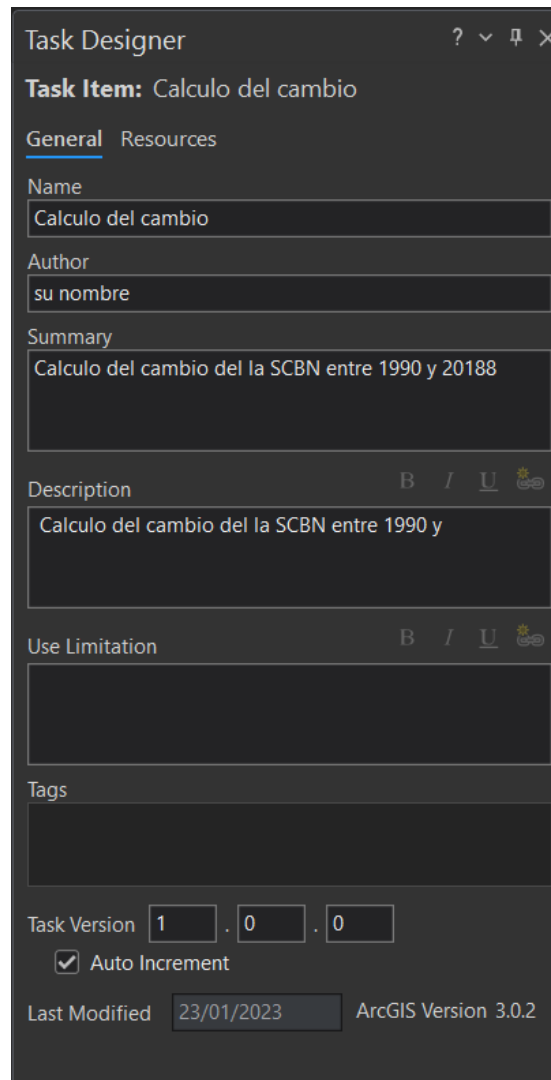 Task Designer ?
Task Item: Calculo del cambio
General Resources
Name
Calculo del cambio
Author
su nombre
Summary
Calculo del cambio del la SCBN entre 1990 y 20188
Description B I U
Calculo del cambio del la SCBN entre 1990 y
Use Limitation B I U
Tags
Task Version 1 . 0 . 0
Auto Increment
Last Modified 23/01/2023 ArcGIS Version 3.0.2